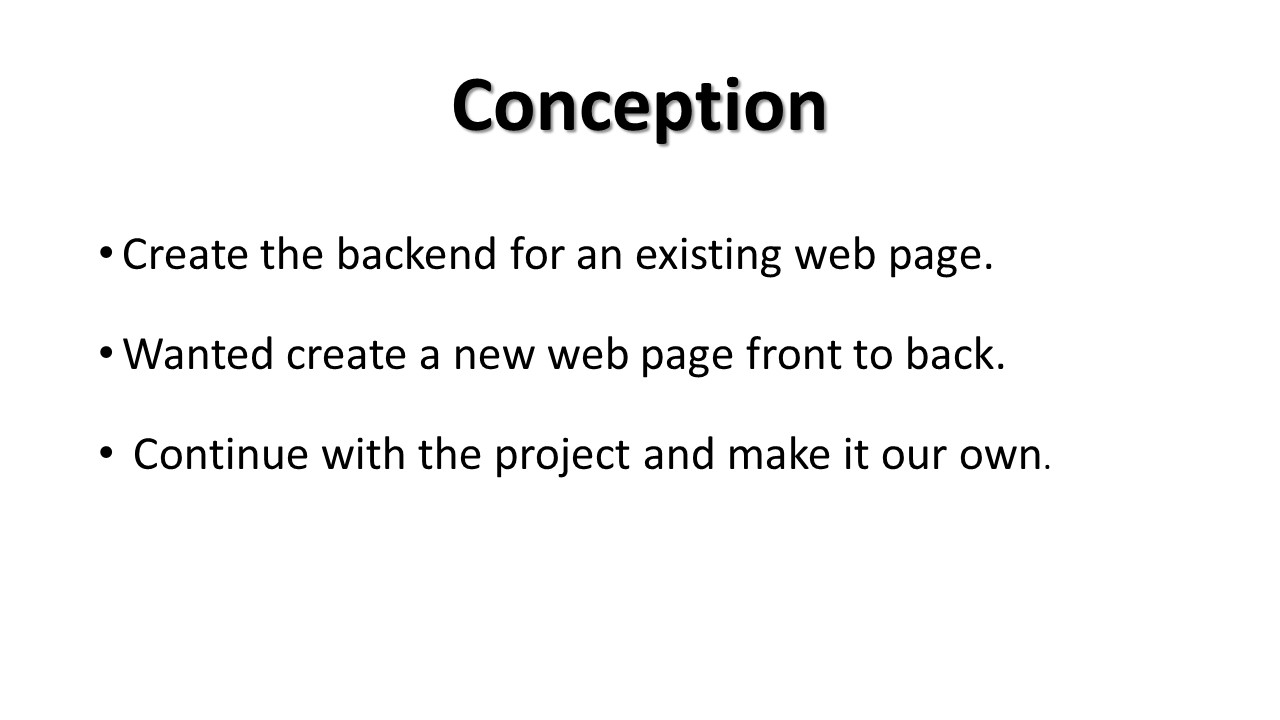 Conception
• Create the backend for an existing web page.
• Wanted create a new web page front to back.
• Continue with the project and make it our own.